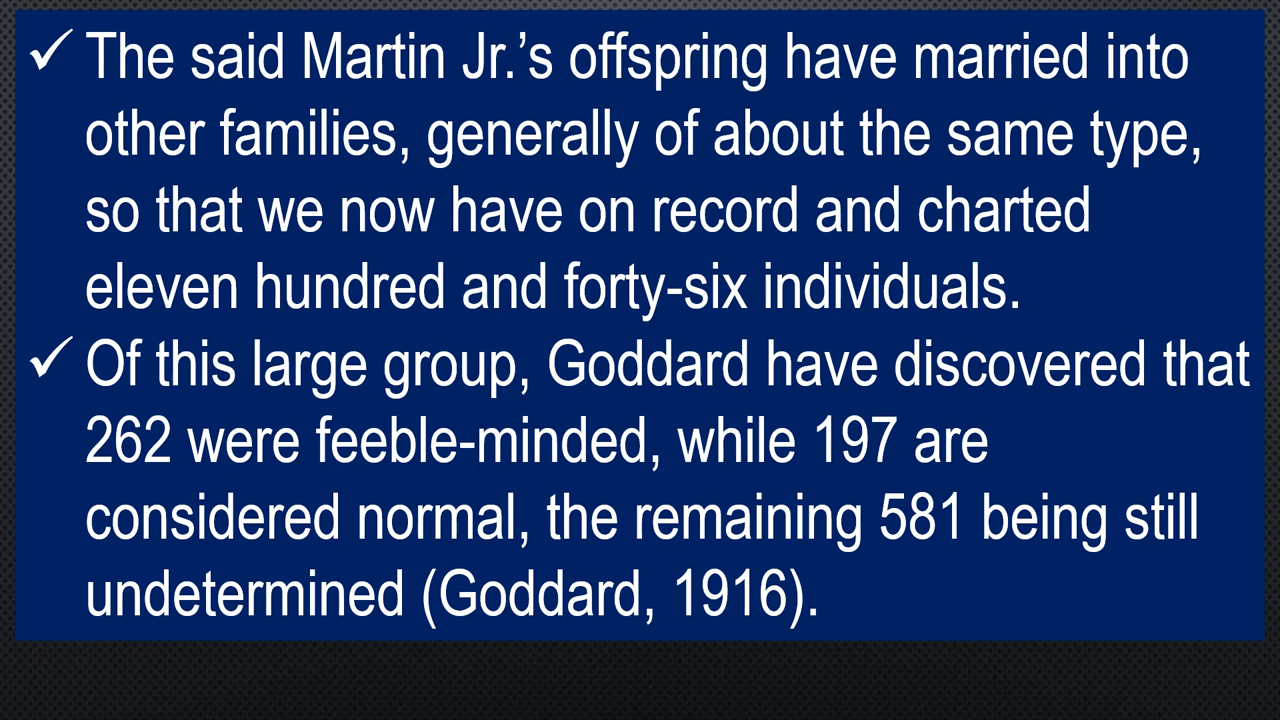 ✓ The said Martin Jr.’s offspring have married into
other families, generally of about the same type,
so that we now have on record and charted
eleven hundred and forty-six individuals.
✓ Of this large group, Goddard have discovered that
262 were feeble-minded, while 197 are
considered normal, the remaining 581 being still
undetermined (Goddard, 1916).